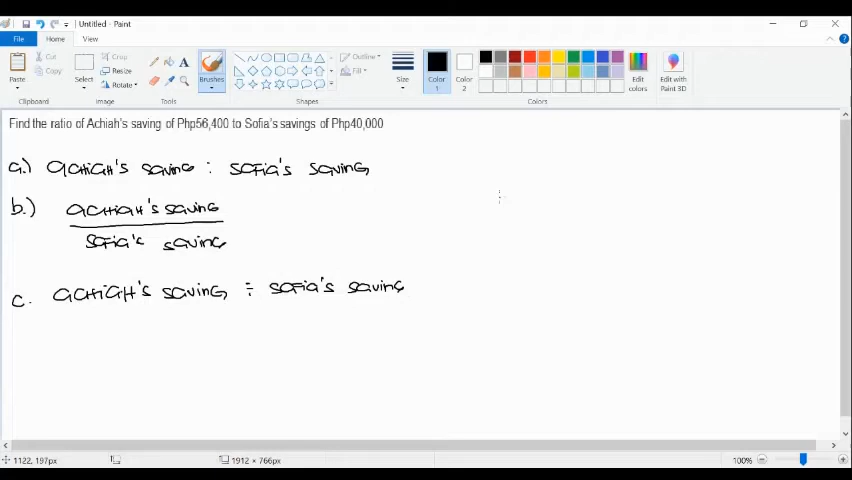 Untitled - Paint
File Home View
Paste
Cut
Copy
Clipboard
Select
Crop
Resize
Rotate
Image
A
Tools
Brushes
Outline
Fill
Shapes
Size
Color
1
Color
2
Colors
Edit
colors
Edit with
Paint 3D
Find the ratio of Achiah's saving of Php56,400 to Sofia's savings of Php40,000
a.) ACHiAH's saving : Sofia's saving
b.) ACHiAH's saving
Sofia's saving
c. ACHiAH's saving ÷ Sofia's saving
1122, 197px
1912 × 766px
100%